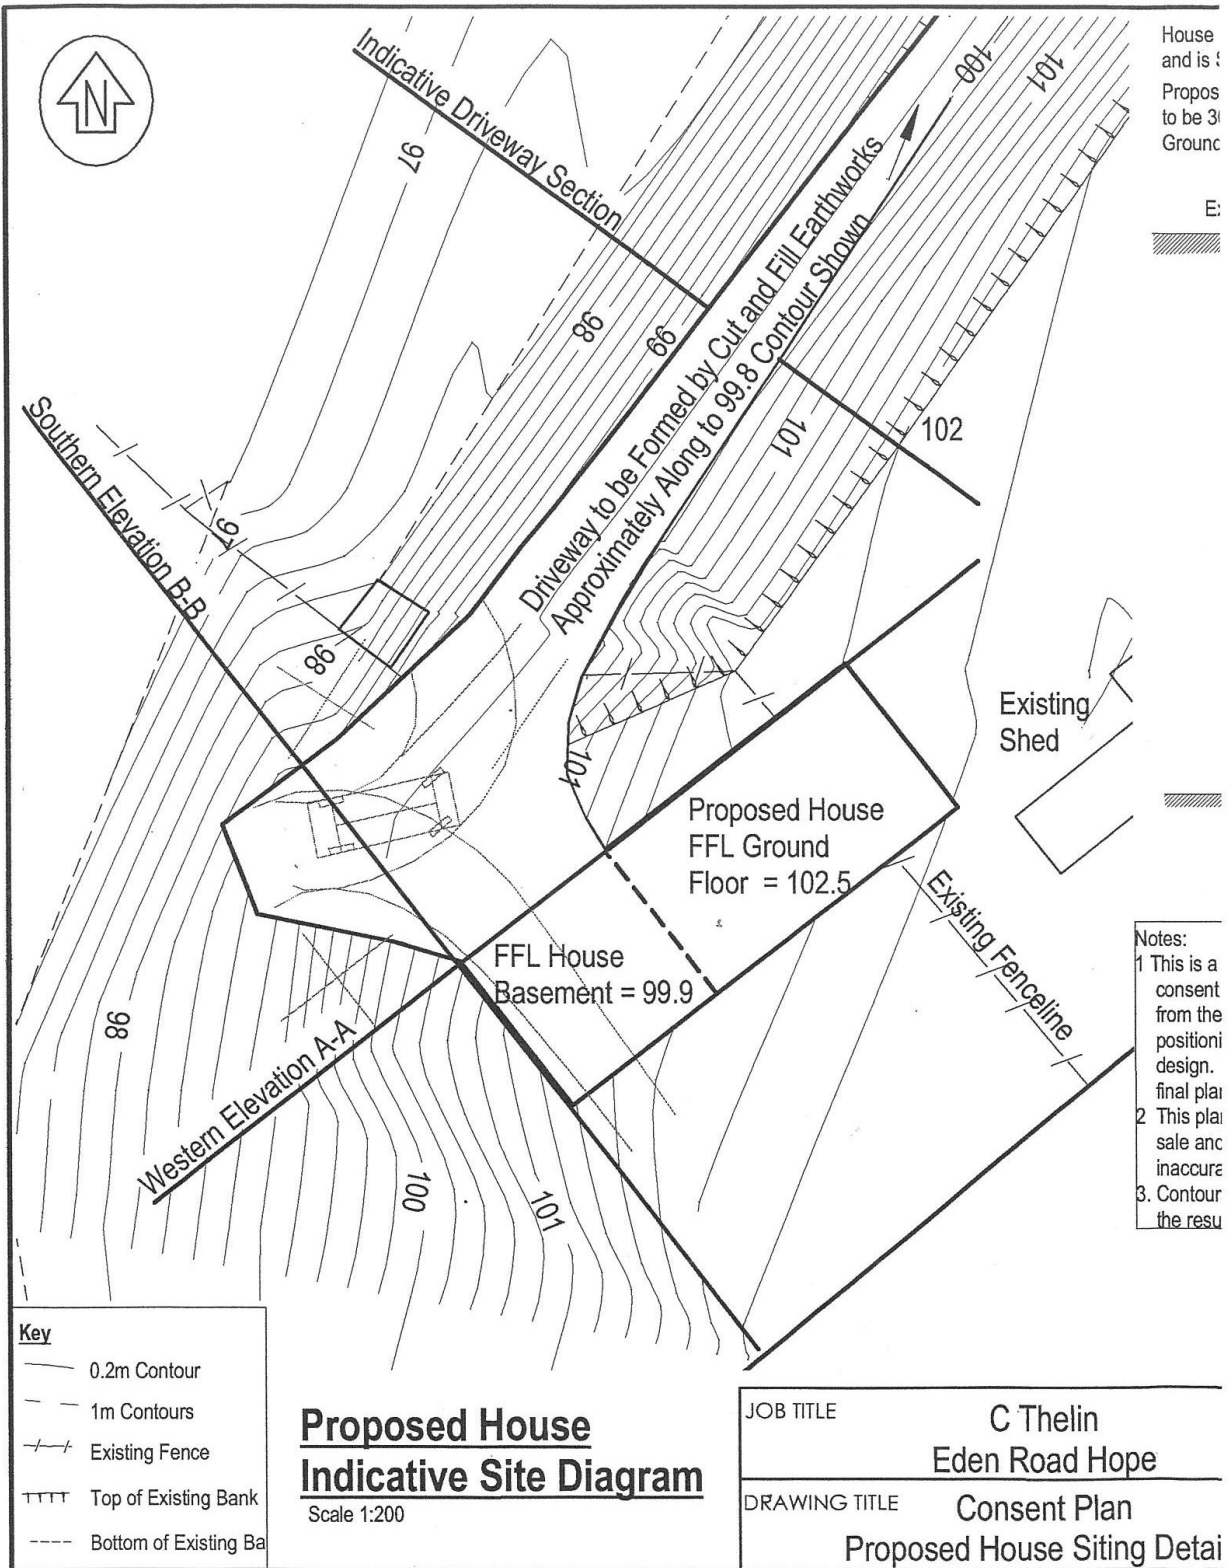 N
Indicative Driveway Section
97
98
99
100
101
House
and is
Propos
to be
Ground
Driveway to be Formed by Cut and Fill Earthworks
Approximately Along to 99.8 Contour Shown
102
101
Southern Elevation B-B
97
98
101
Existing
Shed
Proposed House
FFL Ground
Floor = 102.5
Existing Fenceline
FFL House
Basement = 99.9
98
Western Elevation A-A
100
101
Notes:
1 This is a
consent
from the
positioni
design.
final plan
2 This plan
sale and
inaccura
3. Contour
the resu
Key
0.2m Contour
1m Contours
Existing Fence
Top of Existing Bank
Bottom of Existing Ba
Proposed House
Indicative Site Diagram
Scale 1:200
JOB TITLE
C Thelin
Eden Road Hope
DRAWING TITLE
Consent Plan
Proposed House Siting Detai